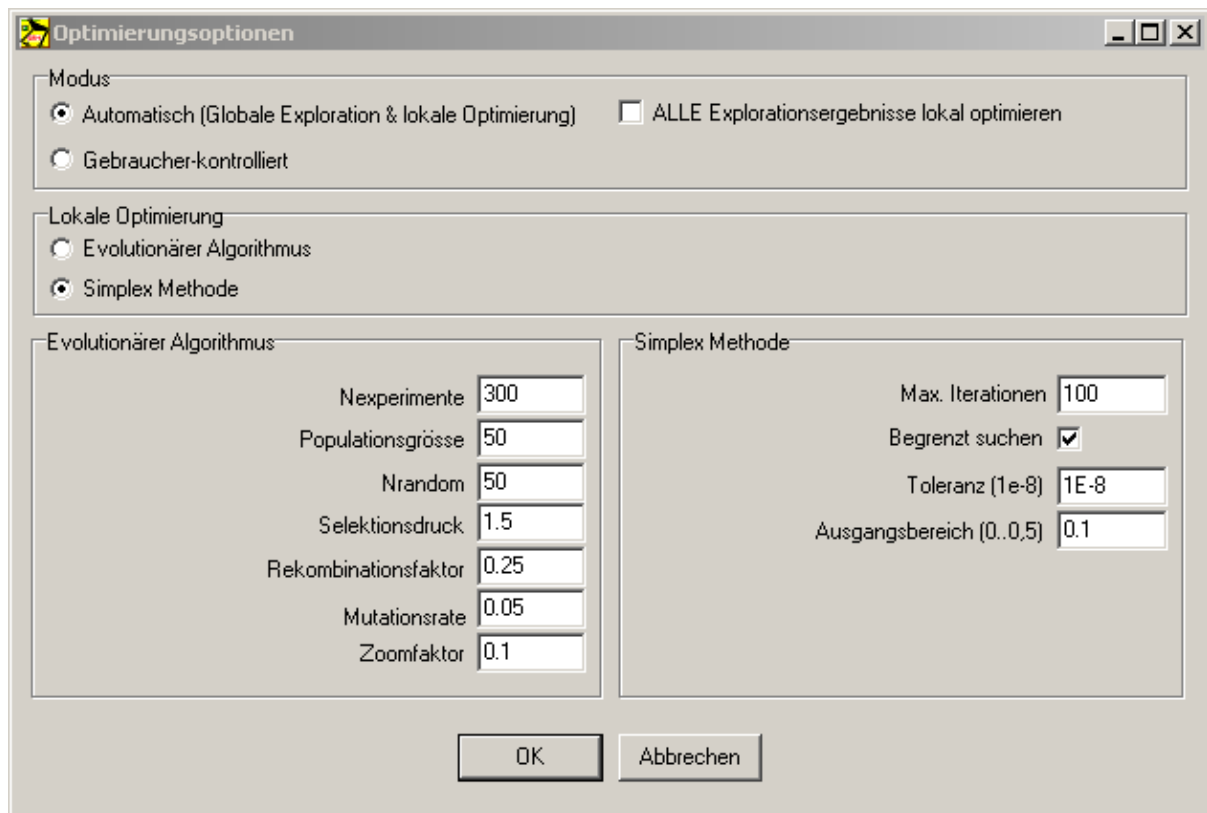 Optimierungsoptionen
Modus
Automatisch (Globale Exploration & lokale Optimierung)
ALLE Explorationsergebnisse lokal optimieren
Gebraucher-kontrolliert
Lokale Optimierung
Evolutionärer Algorithmus
Simplex Methode
Evolutionärer Algorithmus
Nexperimente 300
Populationsgrösse 50
Nrandom 50
Selektionsdruck 1.5
Rekombinationsfaktor 0.25
Mutationsrate 0.05
Zoomfaktor 0.1
Simplex Methode
Max. Iterationen 100
Begrenzt suchen
Toleranz (1e-8) 1E-8
Ausgangsbereich (0..0,5) 0.1
OK
Abbrechen